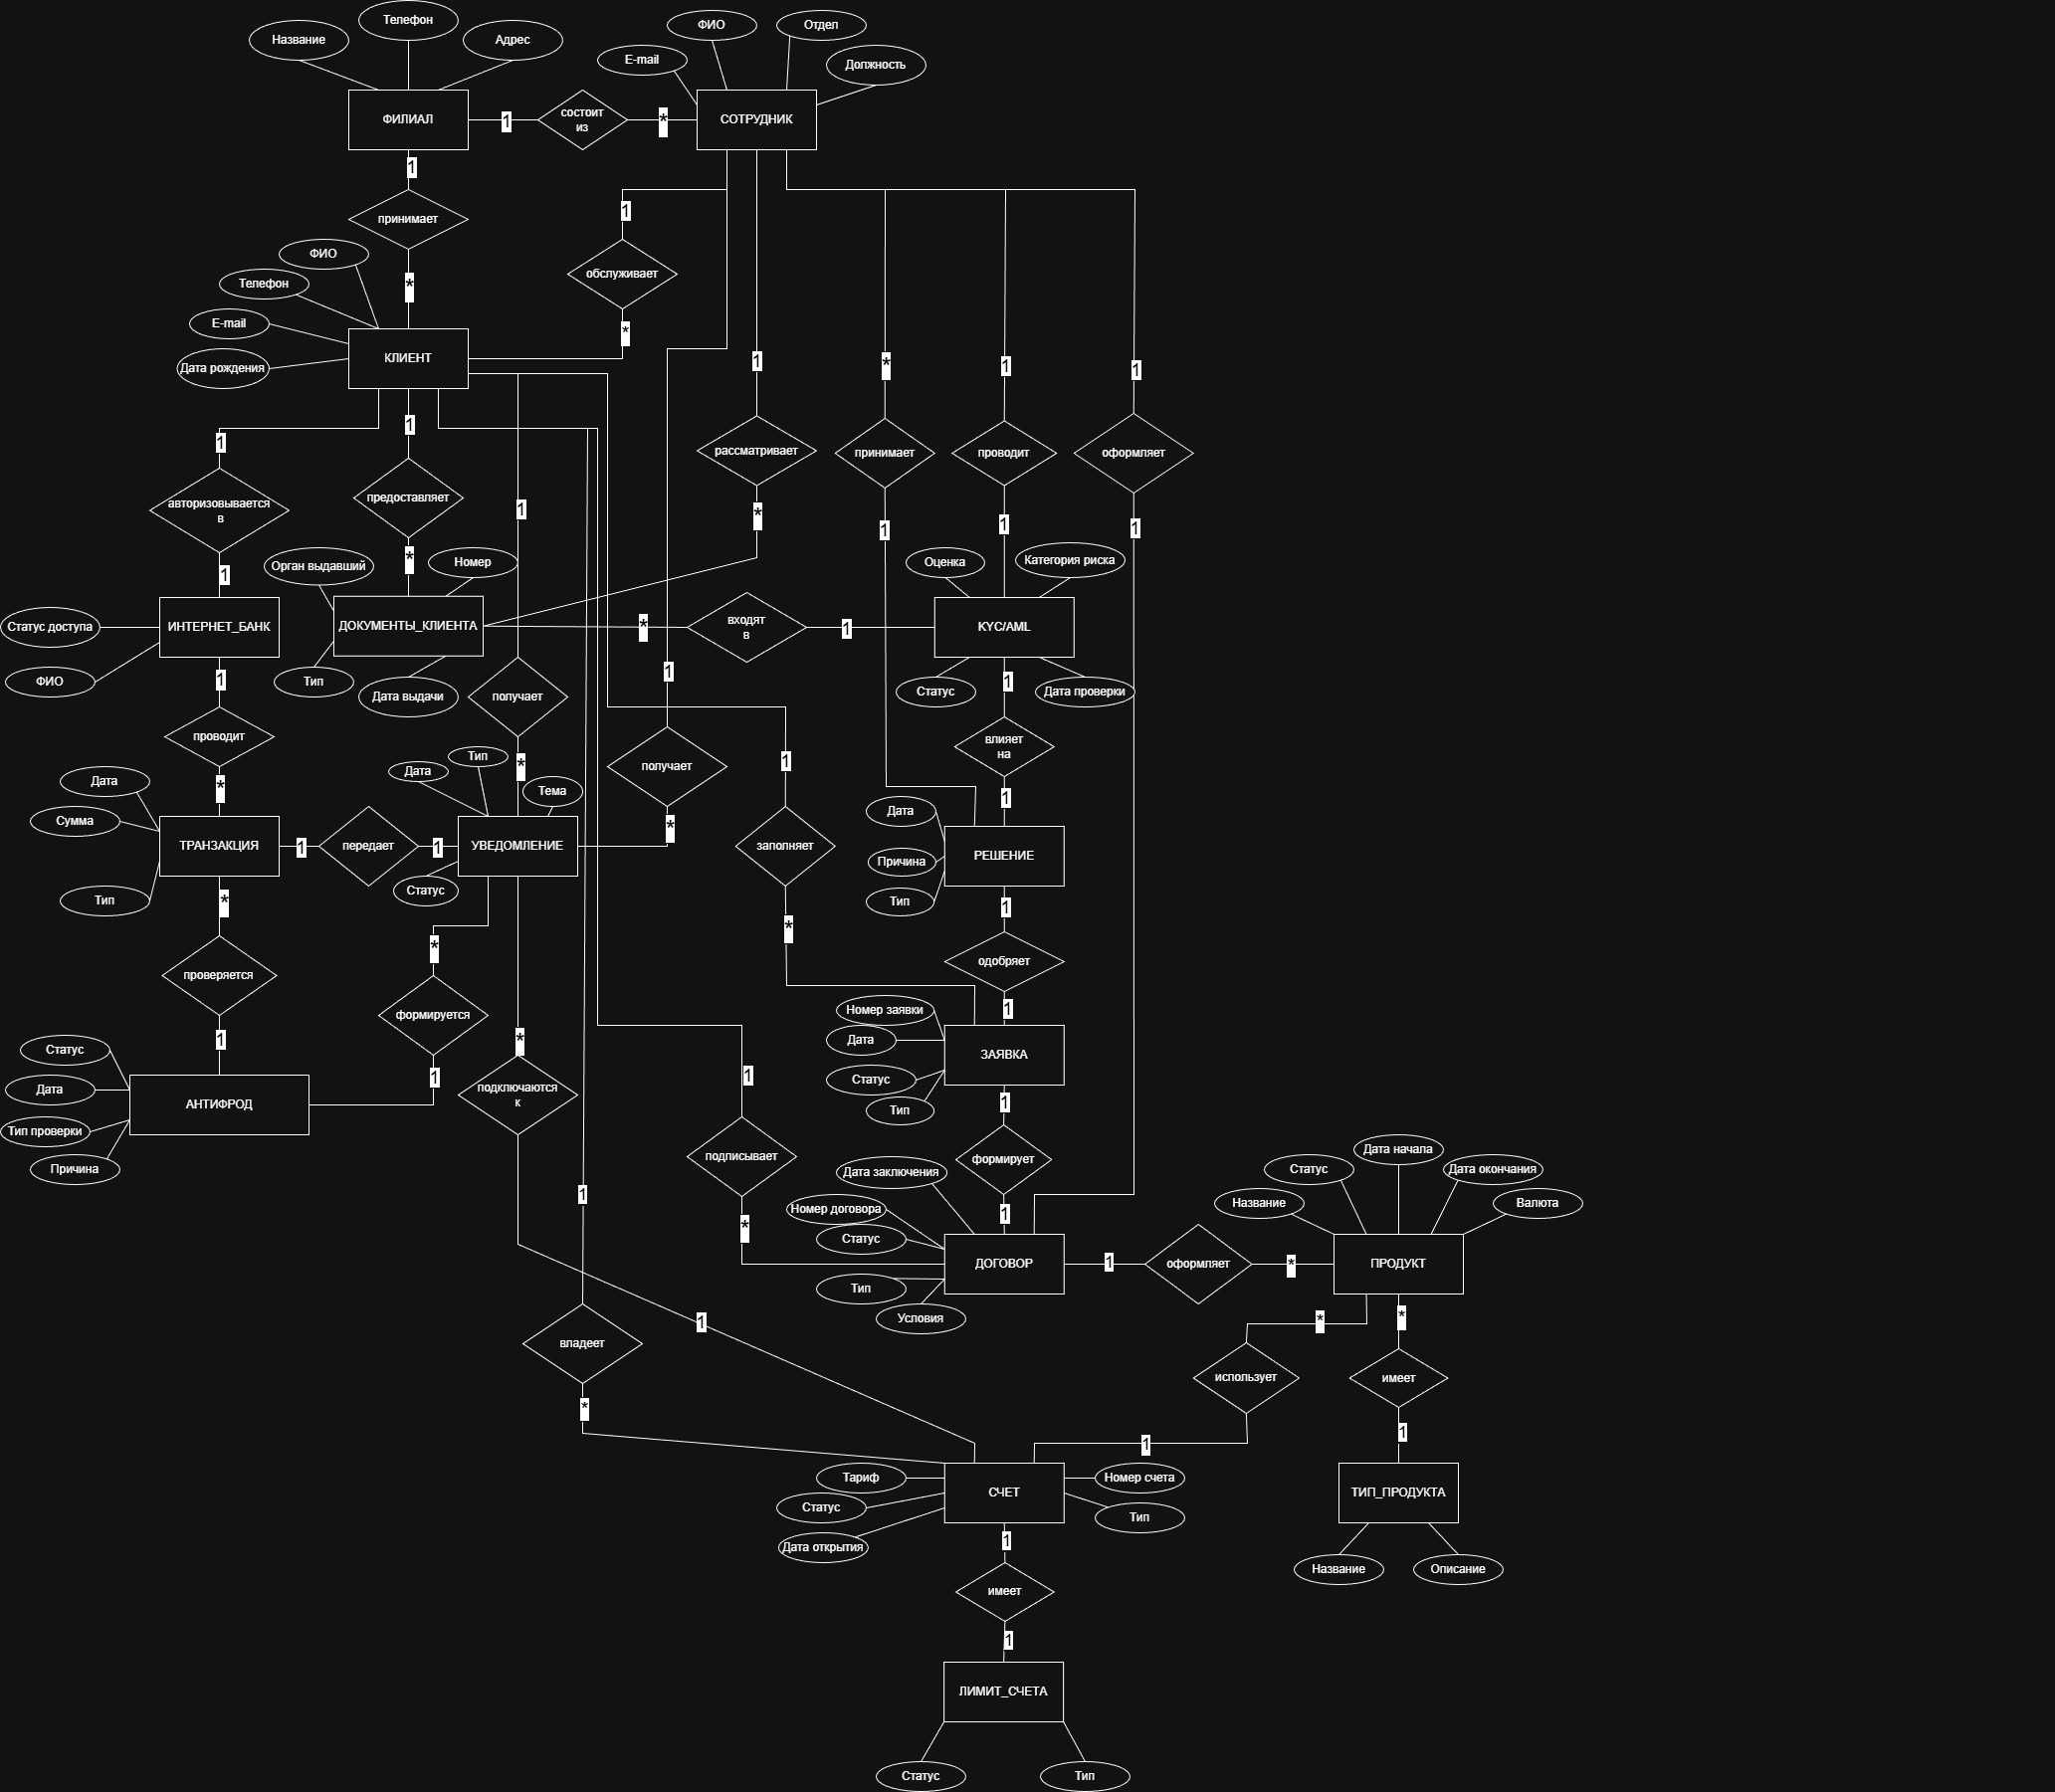 Телефон
Название
Адрес
ФИО
Отдел
E-mail
Должность
ФИЛИАЛ
1
состоит
из
*
СОТРУДНИК
1
принимает
*
1
обслуживает
*
ФИО
Телефон
E-mail
Дата рождения
КЛИЕНТ
1
*
1
1
1
рассматривает
*
принимает
1
проводит
1
оформляет
1
1
авторизовывается
в
1
1
предоставляет
*
1
Орган выдавший
Номер
Оценка
Категория риска
Статус доступа
ИНТЕРНЕТ_БАНК
ДОКУМЕНТЫ_КЛИЕНТА
*
входят
в
1
KYC/AML
ФИО
Тип
Дата выдачи
Статус
Дата проверки
1
проводит
*
получает
*
1
получает
*
1
влияет
на
1
Дата
Сумма
Тип
ТРАНЗАКЦИЯ
1
передает
1
Дата
Тип
Тема
УВЕДОМЛЕНИЕ
Статус
1
заполняет
*
Дата
Причина
Тип
РЕШЕНИЕ
*
проверяется
1
*
формируется
1
1
одобряет
1
Статус
Дата
Тип проверки
Причина
АНТИФРОД
*
подключаются
к
1
1
подписывает
*
Номер заявки
Дата
Статус
Тип
ЗАЯВКА
1
формирует
1
Дата заключения
Номер договора
Статус
Тип
Условия
ДОГОВОР
1
оформляет
*
Дата начала
Статус
Дата окончания
Название
Валюта
ПРОДУКТ
1
владеет
*
*
использует
1
*
имеет
1
Тариф
Статус
Дата открытия
СЧЕТ
Номер счета
Тип
ТИП_ПРОДУКТА
Название
Описание
1
имеет
1
ЛИМИТ_СЧЕТА
Статус
Тип